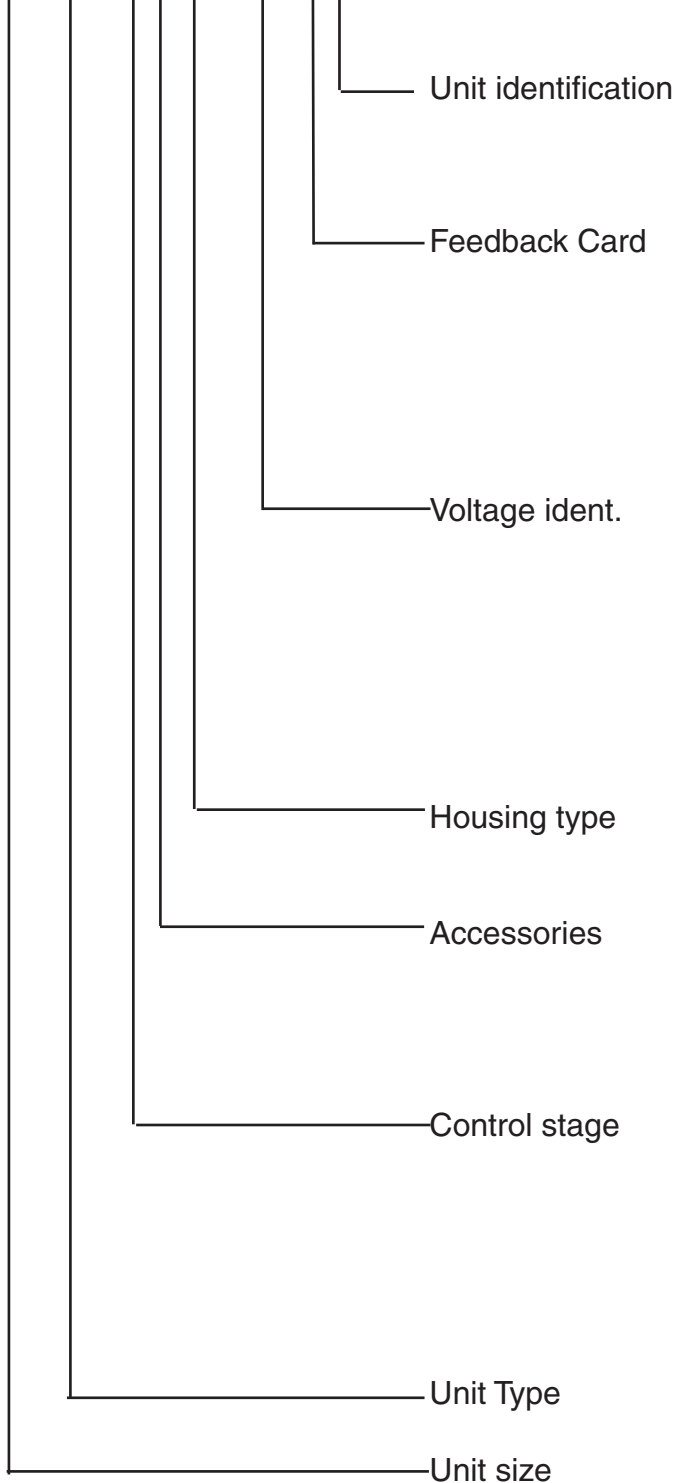 Unit identification
Feedback Card
Voltage ident.
Housing type
Accessories
Control stage
Unit Type
Unit size